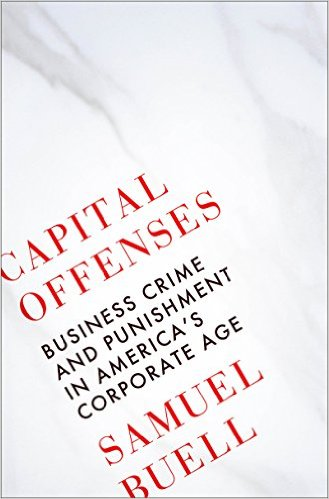 CAPITAL
OFFENSES
BUSINESS CRIME
AND PUNISHMENT
IN AMERICA'S
CORPORATE AGE
SAMUEL
BUELL